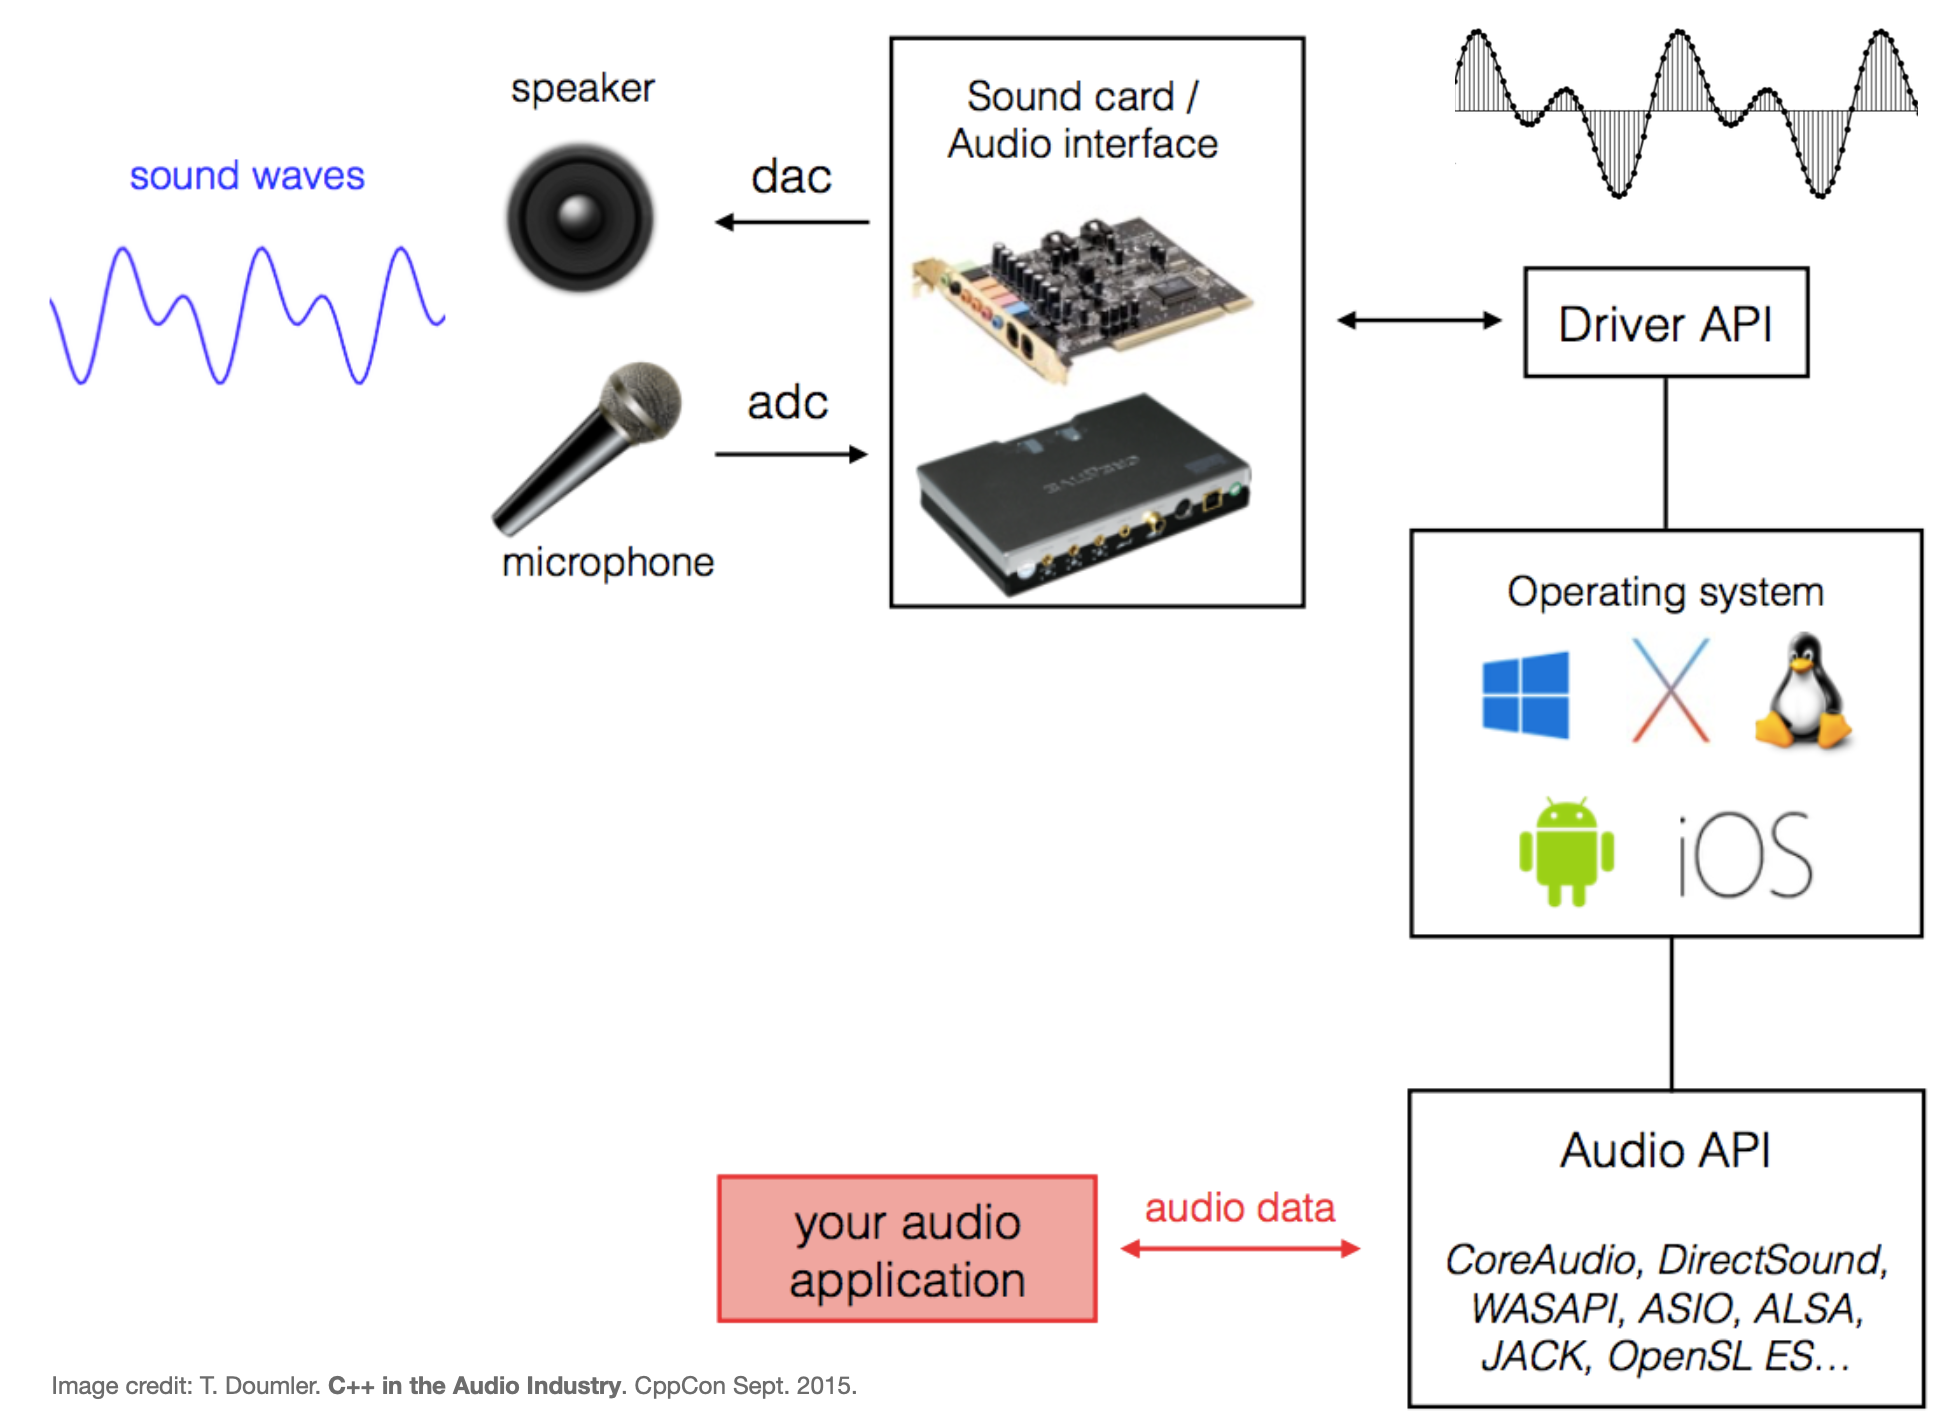 speaker
sound waves
dac
Sound card /
Audio interface
adc
microphone
Driver API
Operating system
iOS
Audio API
CoreAudio, DirectSound,
WASAPI, ASIO, ALSA,
JACK, OpenSL ES...
audio data
your audio
application
Image credit: T. Doumler. C++ in the Audio Industry. CppCon Sept. 2015.